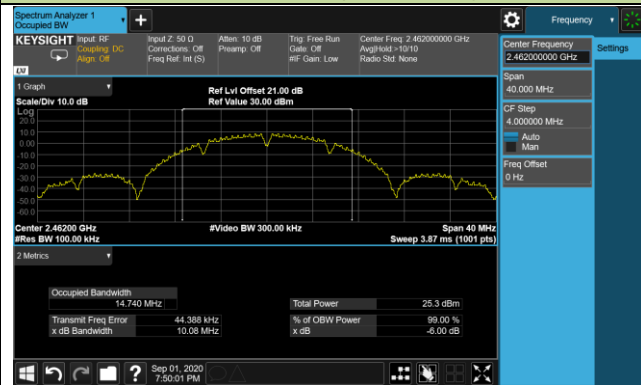 Spectrum Analyzer 1
Occupied BW
Frequency
KEYSIGHT
Input: RF
Coupling: DC
Align: Off
Input Z: 50 Ω
Corrections: Off
Freq Ref: Int (S)
Atten: 10 dB
Preamp: Off
Trig: Free Run
Gate: Off
#IF Gain: Low
Center Freq: 2.462000000 GHz
Avg|Hold:>10/10
Radio Std: None
LXI
Center Frequency
2.462000000 GHz
Settings
Span
40.000 MHz
CF Step
4.000000 MHz
Auto
Man
Freq Offset
0 Hz
1 Graph
Scale/Div 10.0 dB
Ref Lvl Offset 21.00 dB
Ref Value 30.00 dBm
Log
20.0
10.0
0.00
-10.0
-20.0
-30.0
-40.0
-50.0
-60.0
Center 2.46200 GHz
#Res BW 100.00 kHz
#Video BW 300.00 kHz
Span 40 MHz
Sweep 3.87 ms (1001 pts)
2 Metrics
Occupied Bandwidth
14.740 MHz
Total Power 25.3 dBm
Transmit Freq Error 44.388 kHz
% of OBW Power 99.00 %
x dB Bandwidth 10.08 MHz
x dB -6.00 dB
?
Sep 01, 2020
7:50:01 PM